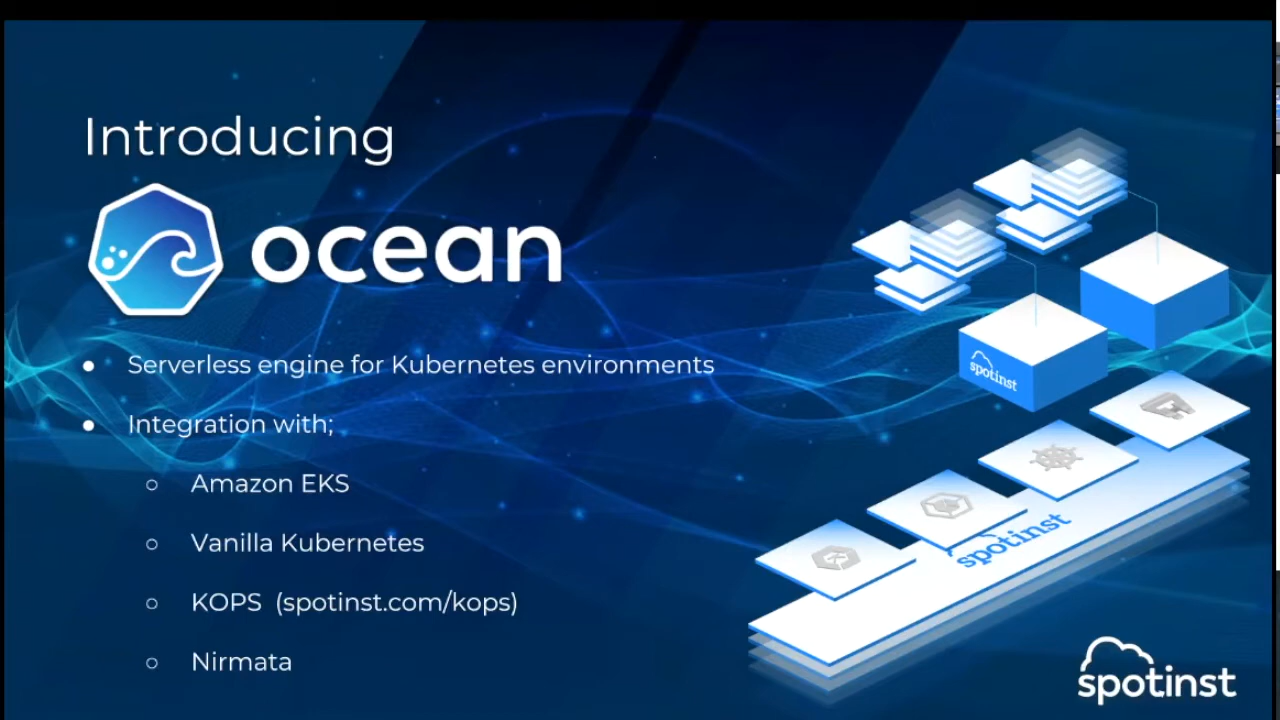 Introducing
ocean
● Serverless engine for Kubernetes environments
● Integration with;
○ Amazon EKS
○ Vanilla Kubernetes
○ KOPS (spotinst.com/kops)
○ Nirmata
spotinst
spotinst
spotinst